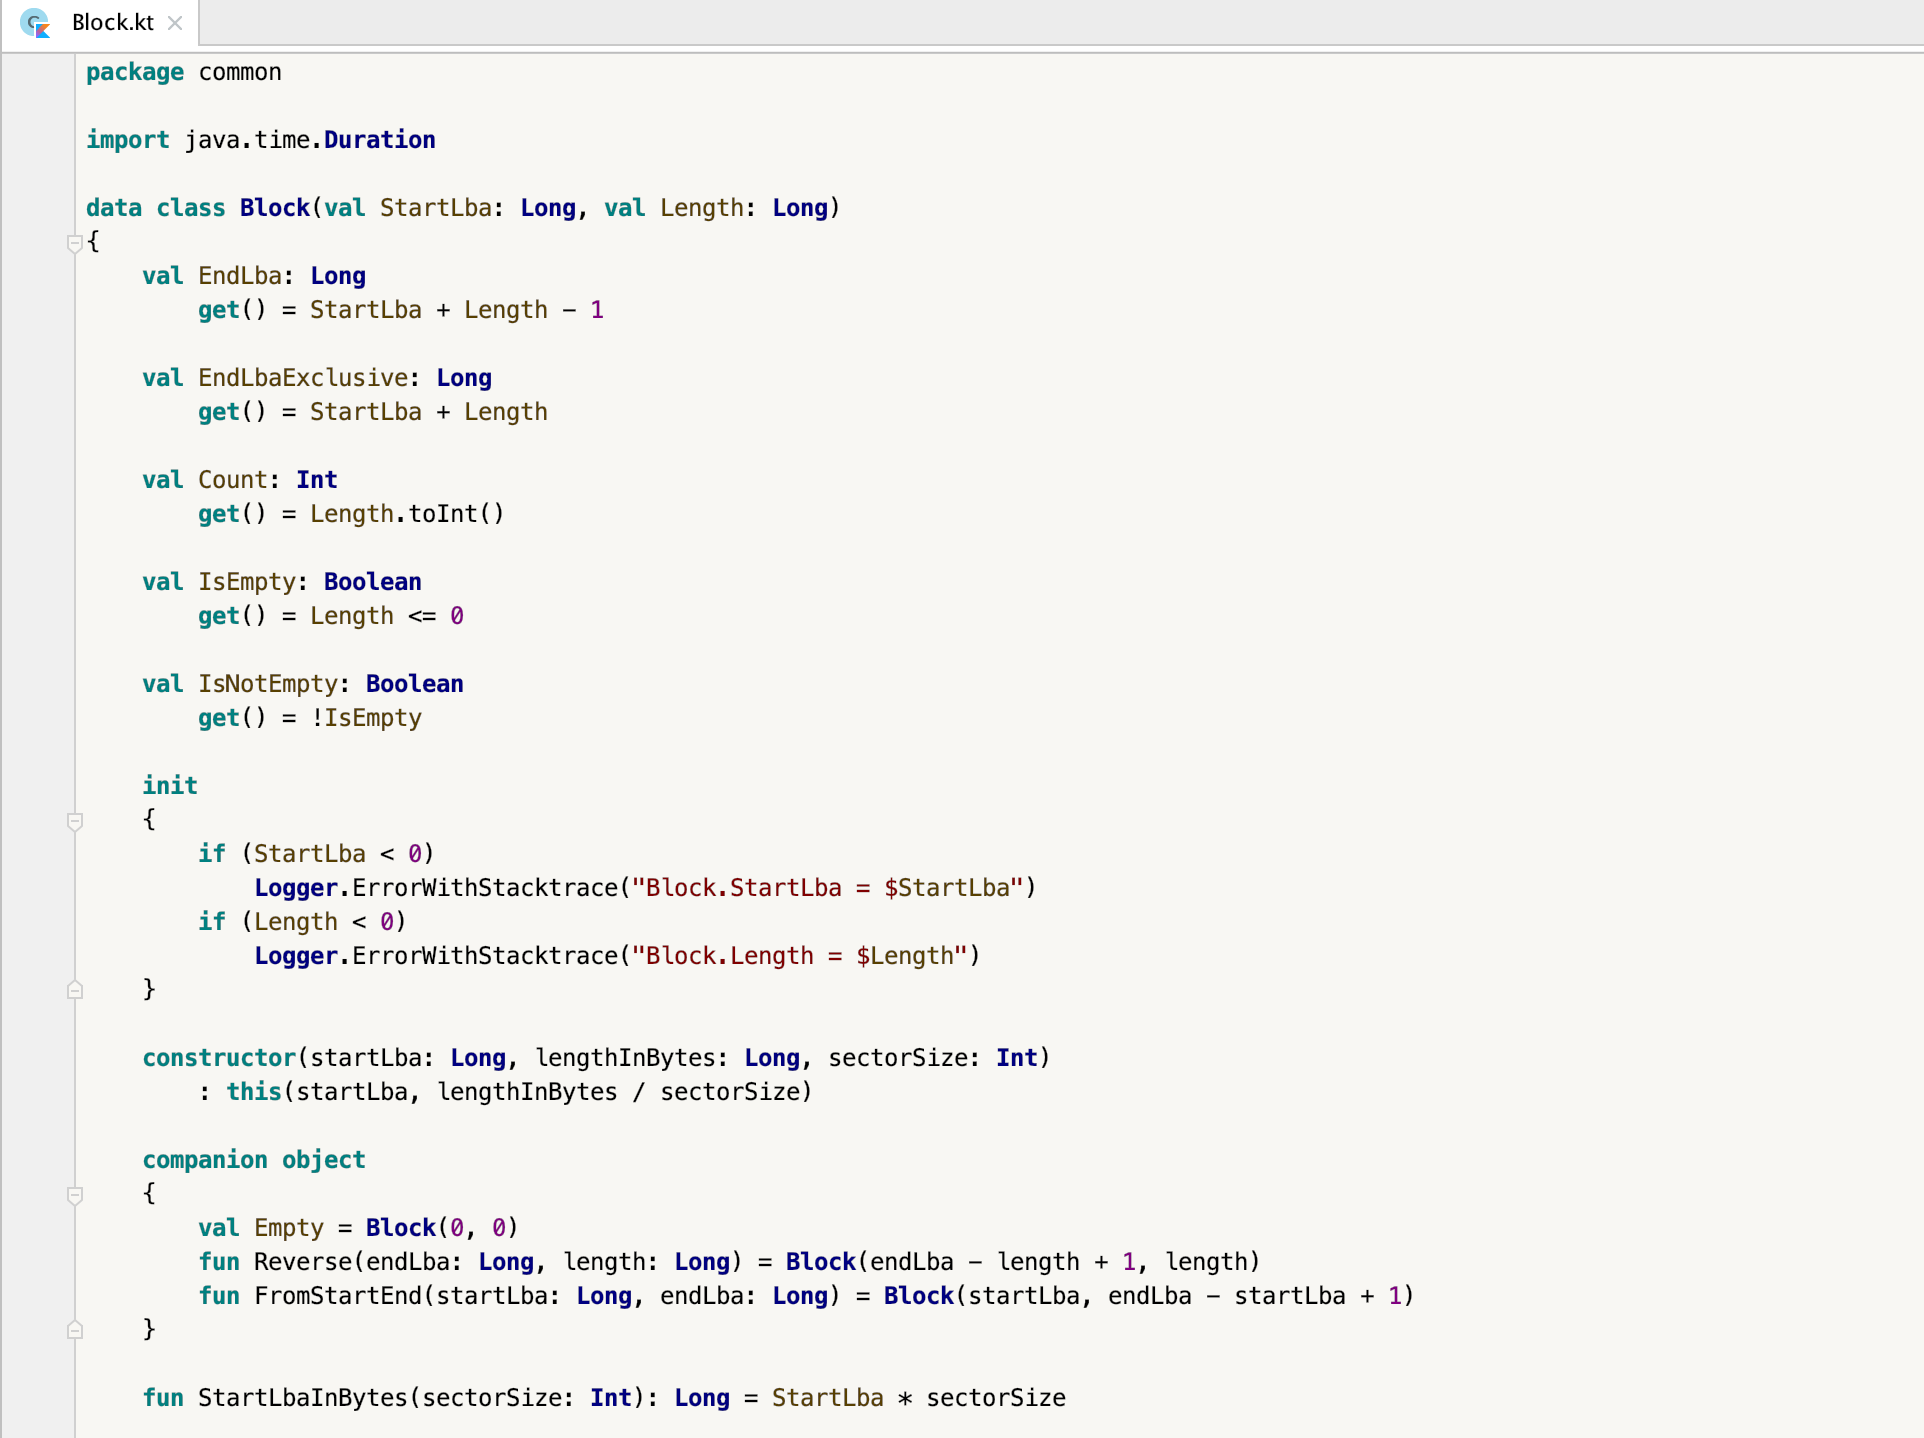 Block.kt
package common
import java.time.Duration
data class Block(val StartLba: Long, val Length: Long)
{
    val EndLba: Long
        get() = StartLba + Length - 1
    val EndLbaExclusive: Long
        get() = StartLba + Length
    val Count: Int
        get() = Length.toInt()
    val IsEmpty: Boolean
        get() = Length <= 0
    val IsNotEmpty: Boolean
        get() = !IsEmpty
    init
    {
        if (StartLba < 0)
            Logger.ErrorWithStacktrace("Block.StartLba = $StartLba")
        if (Length < 0)
            Logger.ErrorWithStacktrace("Block.Length = $Length")
    }
    constructor(startLba: Long, lengthInBytes: Long, sectorSize: Int)
        : this(startLba, lengthInBytes / sectorSize)
    companion object
    {
        val Empty = Block(0, 0)
        fun Reverse(endLba: Long, length: Long) = Block(endLba - length + 1, length)
        fun FromStartEnd(startLba: Long, endLba: Long) = Block(startLba, endLba - startLba + 1)
    }
    fun StartLbaInBytes(sectorSize: Int): Long = StartLba * sectorSize